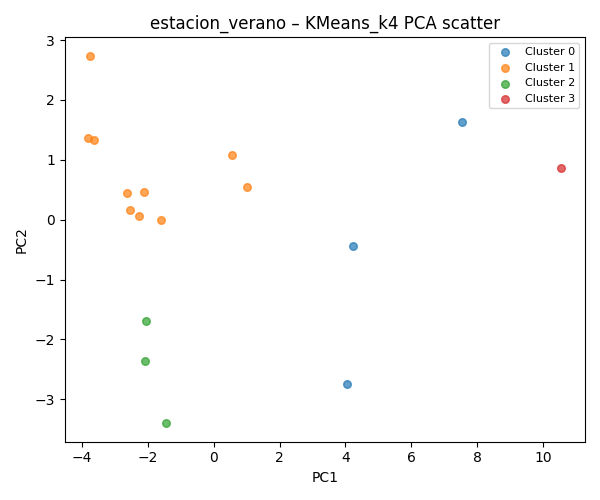 estacion_verano – KMeans_k4 PCA scatter
Cluster 0
Cluster 1
Cluster 2
Cluster 3
PC2
3
2
1
0
−1
−2
−3
−4 −2 0 2 4 6 8 10
PC1